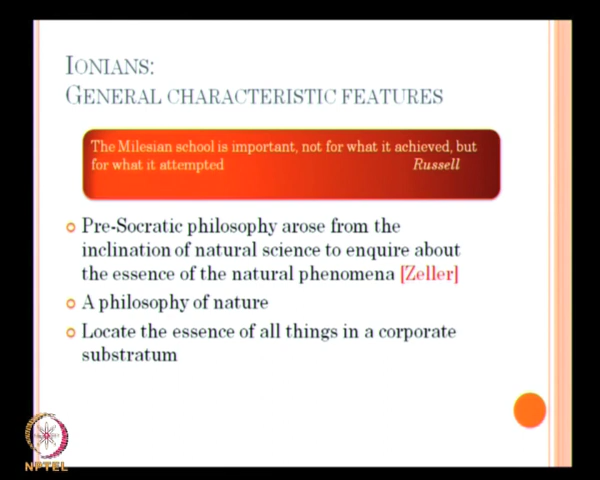 IONIANS:
GENERAL CHARACTERISTIC FEATURES
The Milesian school is important, not for what it achieved, but
for what it attempted Russell
Pre-Socratic philosophy arose from the
inclination of natural science to enquire about
the essence of the natural phenomena [Zeller]
A philosophy of nature
Locate the essence of all things in a corporate
substratum
NPTEL